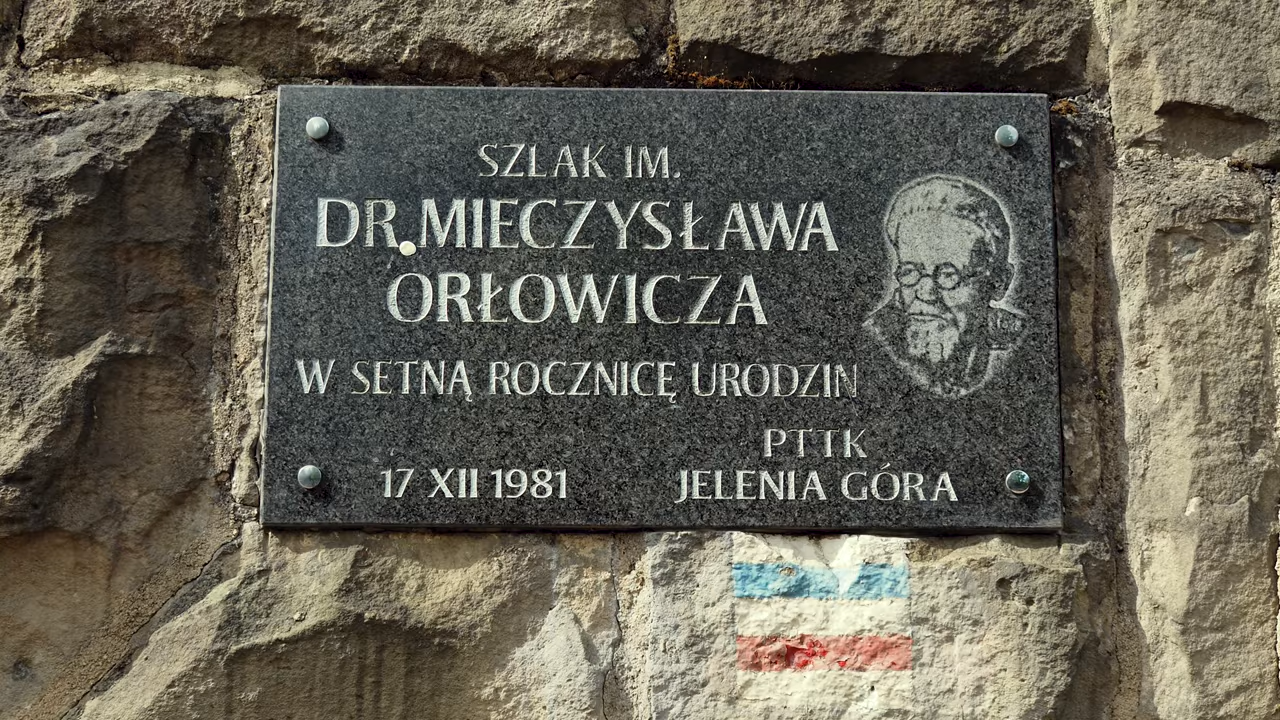 SZLAK IM.
DR. MIECZYSŁAWA
ORŁOWICZA
W SETNĄ ROCZNICĘ URODZIN
PTTK
17 XII 1981 JELENIA GÓRA